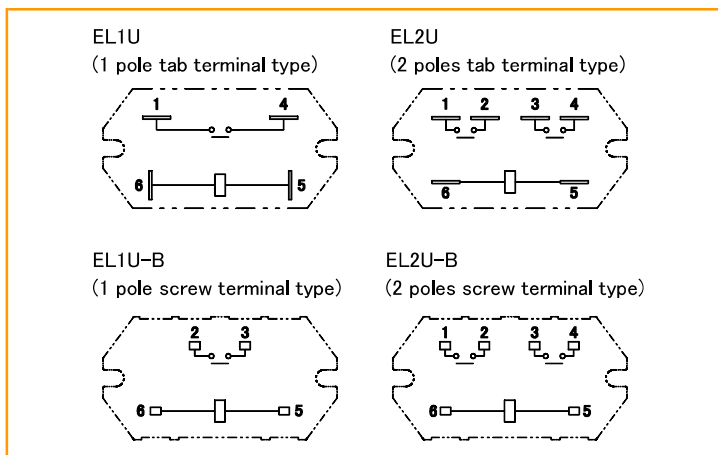 EL1U
(1 pole tab terminal type)
1 4
6 5
EL2U
(2 poles tab terminal type)
1 2 3 4
6 5
EL1U-B
(1 pole screw terminal type)
2 3
6 5
EL2U-B
(2 poles screw terminal type)
1 2 3 4
6 5